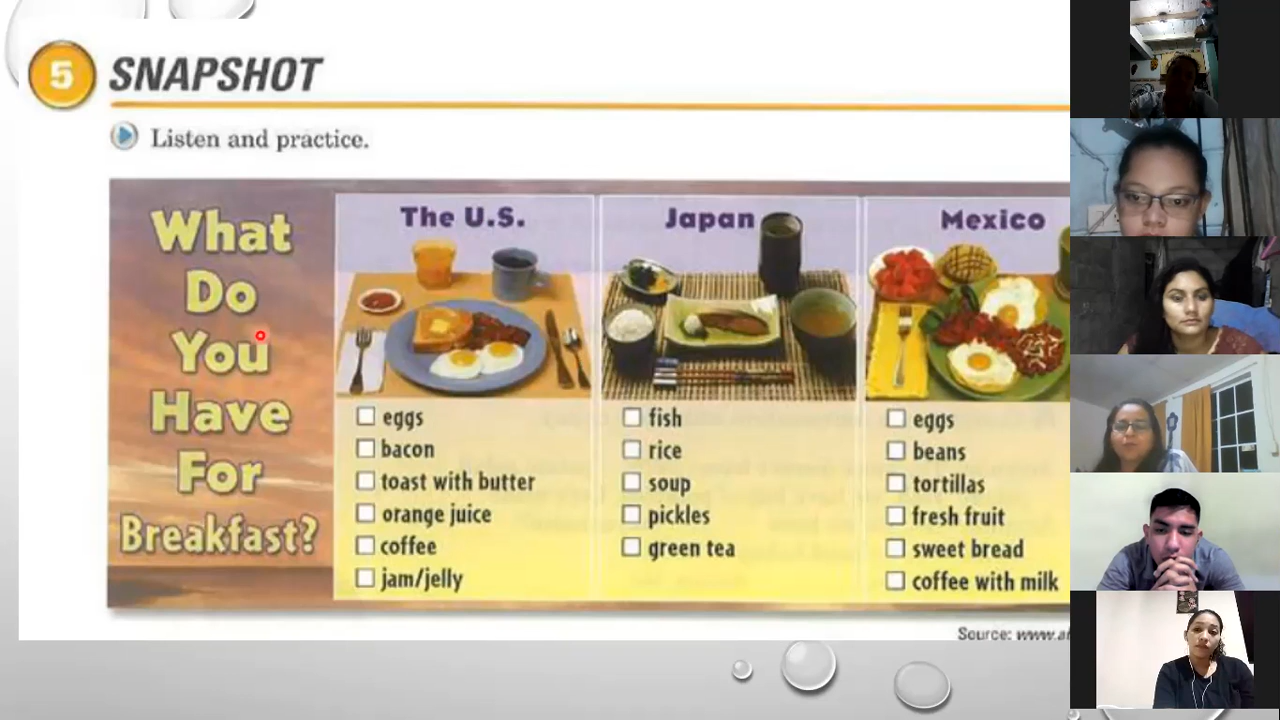 5 SNAPSHOT
Listen and practice.
What
Do
You
Have
For
Breakfast?
The U.S.
eggs
bacon
toast with butter
orange juice
coffee
jam/jelly
Japan
fish
rice
soup
pickles
green tea
Mexico
eggs
beans
tortillas
fresh fruit
sweet bread
coffee with milk
Source: www.